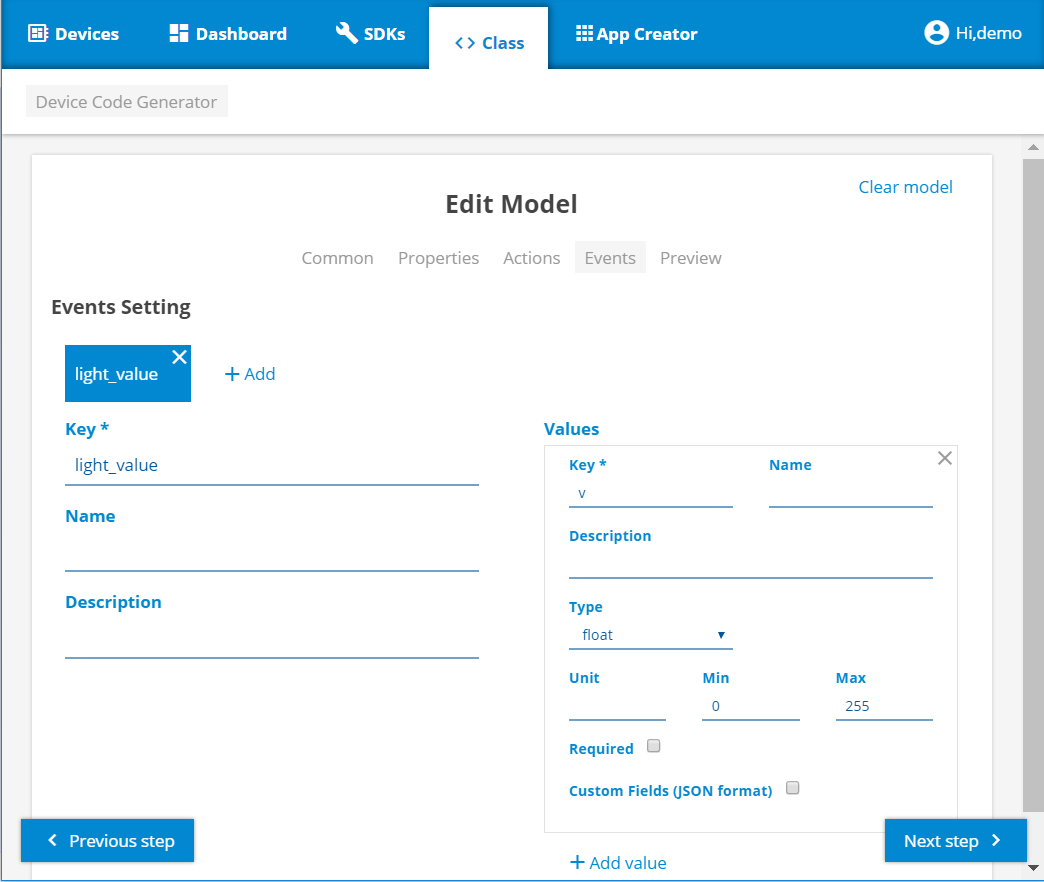 Devices Dashboard SDKs <> Class App Creator Hi,demo
Device Code Generator
Clear model
Edit Model
Common Properties Actions Events Preview
Events Setting
light_value + Add
Key *
light_value
Name
Description
Values
Key * Name
v
Description
Type
float
Unit Min Max
0 255
Required
Custom Fields (JSON format)
+ Add value
Previous step
Next step